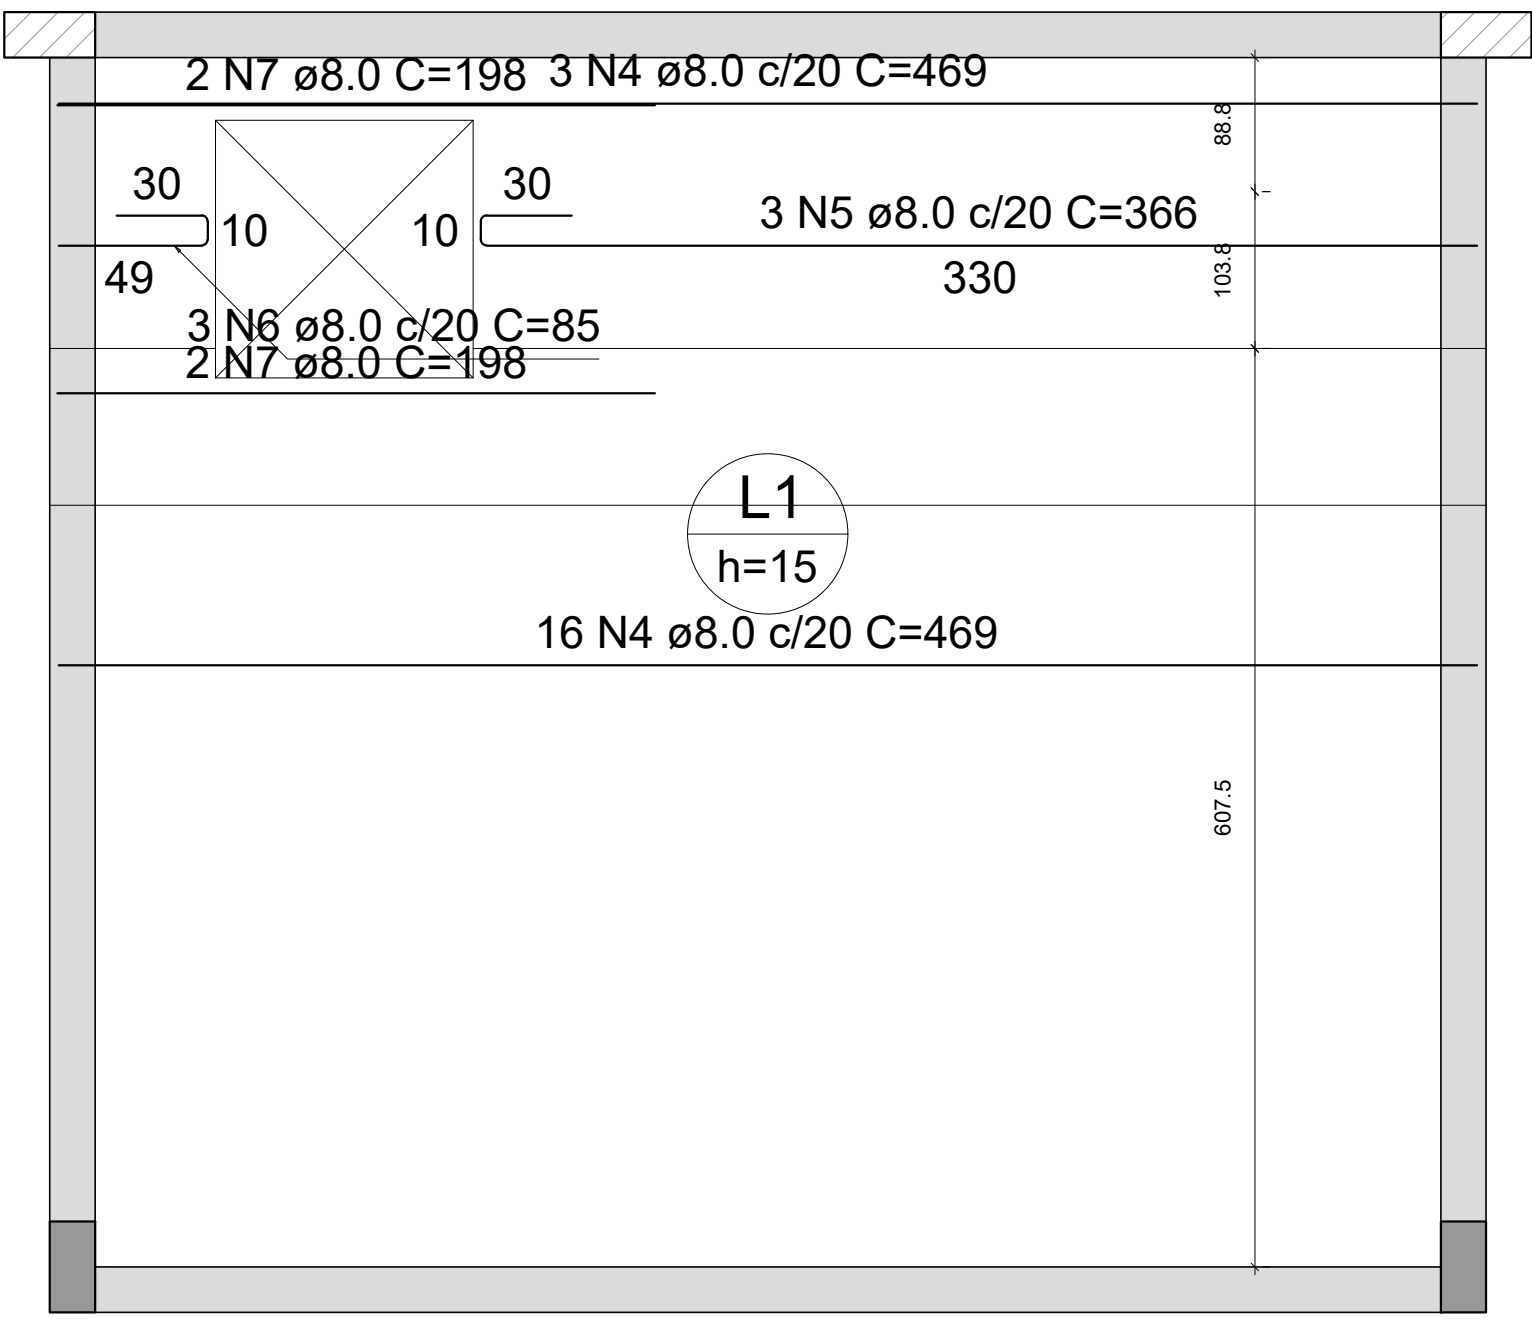 2 N7 ø8.0 C=198
3 N4 ø8.0 c/20 C=469
88.8
30
30
10
10
3 N5 ø8.0 c/20 C=366
49
330
103.8
3 N6 ø8.0 c/20 C=85
2 N7 ø8.0 C=198
L1
h=15
16 N4 ø8.0 c/20 C=469
607.5